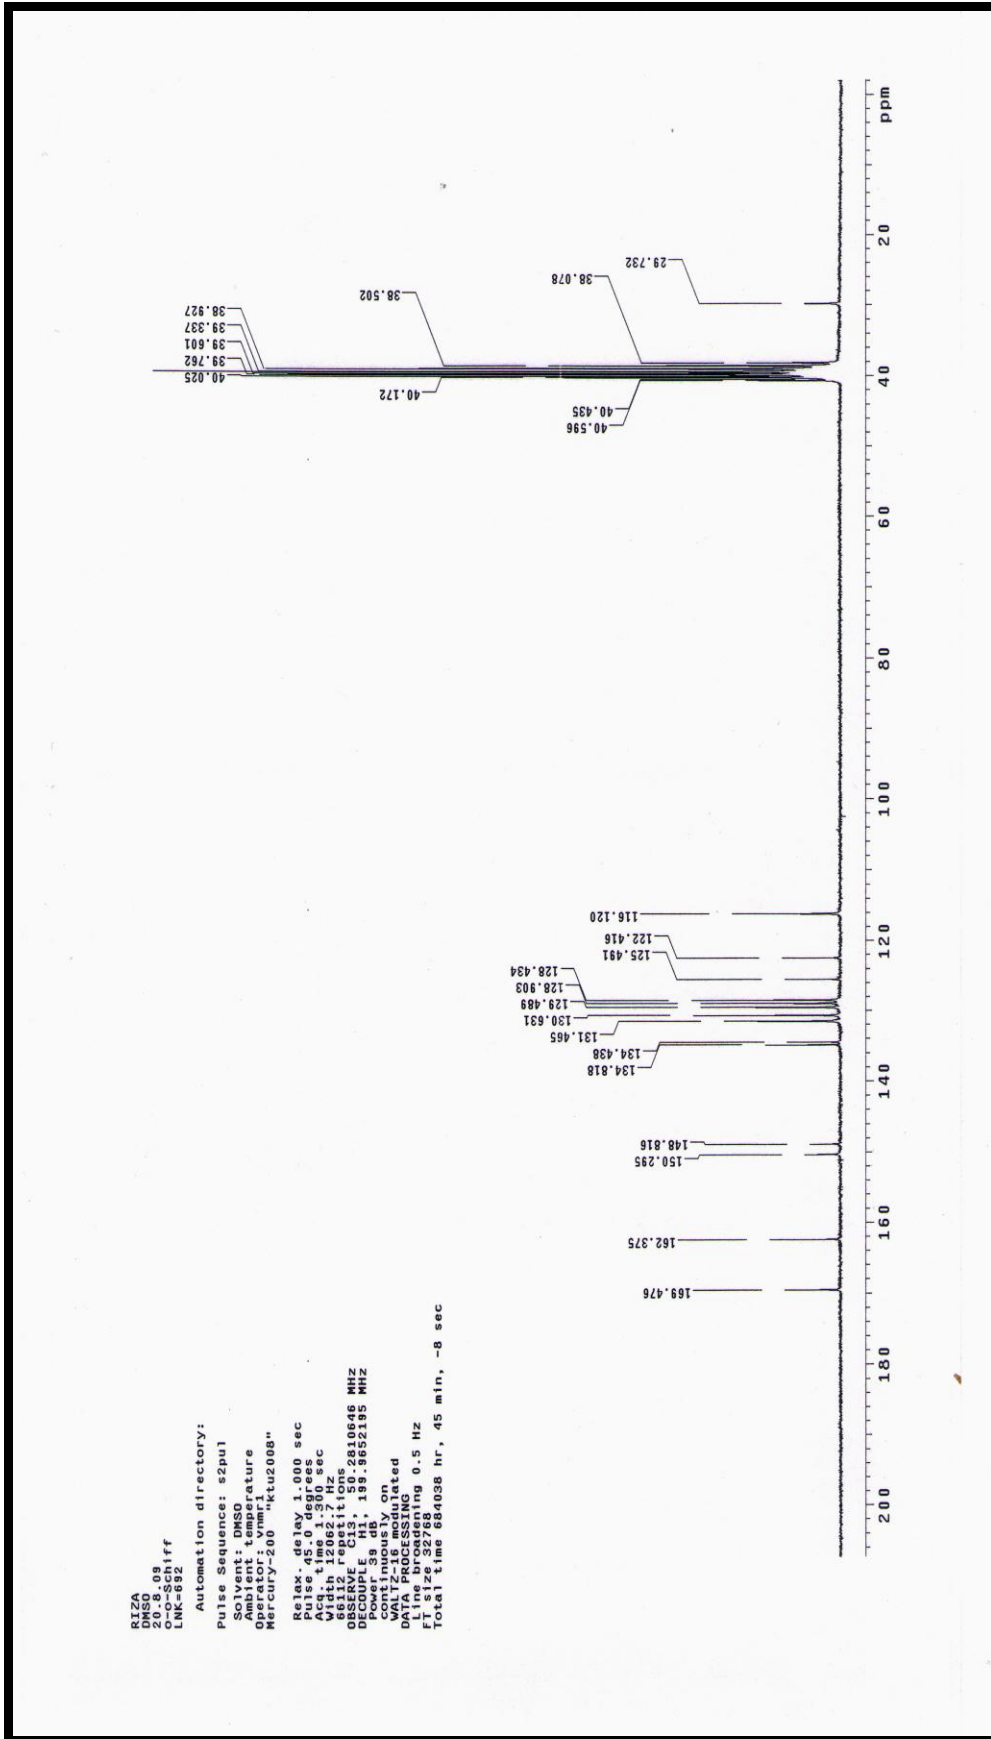 RIZA
DMSO
20.8.09
O-O-Schiff
LNK=692
Automation directory:
Pulse Sequence: s2pul
Solvent: DMSO
Ambient temperature
Operator: vnmr1
Mercury-200 "ktu2008"
Relax. delay 1.000 sec
Pulse 45.0 degrees
Acq. time 1.300 sec
Width 12062.7 Hz
66112 repetitions
OBSERVE C13, 50.2810646 MHz
DECOUPLE H1, 199.9652195 MHz
Power 39 dB
continuously on
WALTZ-16 modulated
DATA PROCESSING
Line broadening 0.5 Hz
FT size 32768
Total time 684038 hr, 45 min, -8 sec
169.476
162.375
150.295
148.816
134.818
134.438
131.465
130.631
129.489
128.903
128.434
125.491
122.416
116.120
40.596
40.435
40.172
40.025
39.762
39.601
39.337
38.927
38.502
38.078
29.732
200
180
160
140
120
100
80
60
40
20
ppm